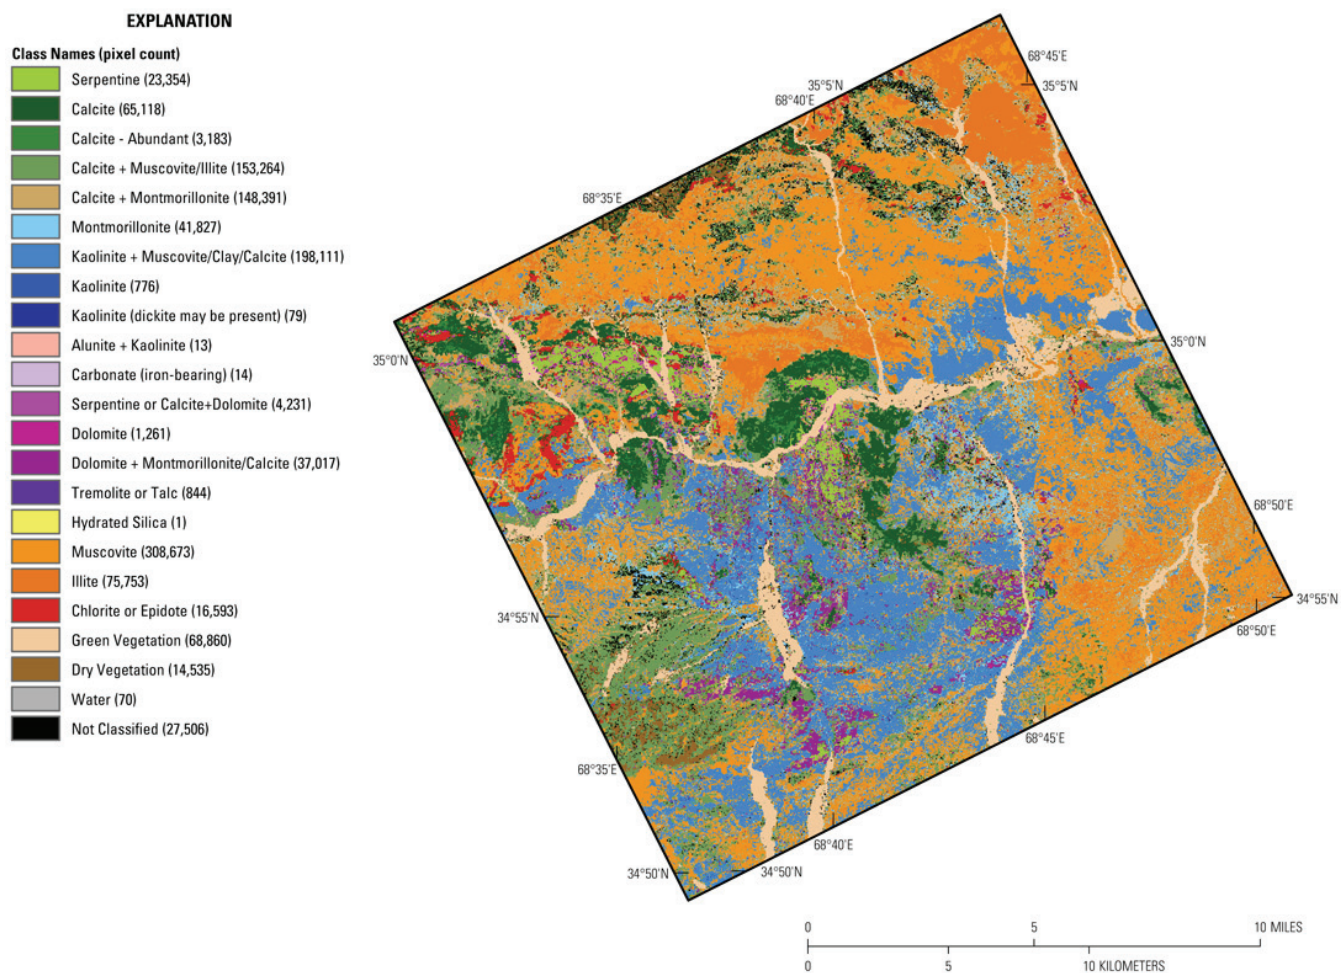 EXPLANATION
Class Names (pixel count)
Serpentine (23,354)
Calcite (65,118)
Calcite - Abundant (3,183)
Calcite + Muscovite/Illite (153,264)
Calcite + Montmorillonite (148,391)
Montmorillonite (41,827)
Kaolinite + Muscovite/Clay/Calcite (198,111)
Kaolinite (776)
Kaolinite (dickite may be present) (79)
Alunite + Kaolinite (13)
Carbonate (iron-bearing) (14)
Serpentine or Calcite+Dolomite (4,231)
Dolomite (1,261)
Dolomite + Montmorillonite/Calcite (37,017)
Tremolite or Talc (844)
Hydrated Silica (1)
Muscovite (308,673)
Illite (75,753)
Chlorite or Epidote (16,593)
Green Vegetation (68,860)
Dry Vegetation (14,535)
Water (70)
Not Classified (27,506)
68°45'E
35°5'N
35°5'N
68°40'E
68°35'E
35°0'N
35°0'N
68°50'E
34°55'N
34°55'N
68°50'E
68°45'E
68°35'E
68°40'E
34°50'N
34°50'N
0 5 10 MILES
0 5 10 KILOMETERS